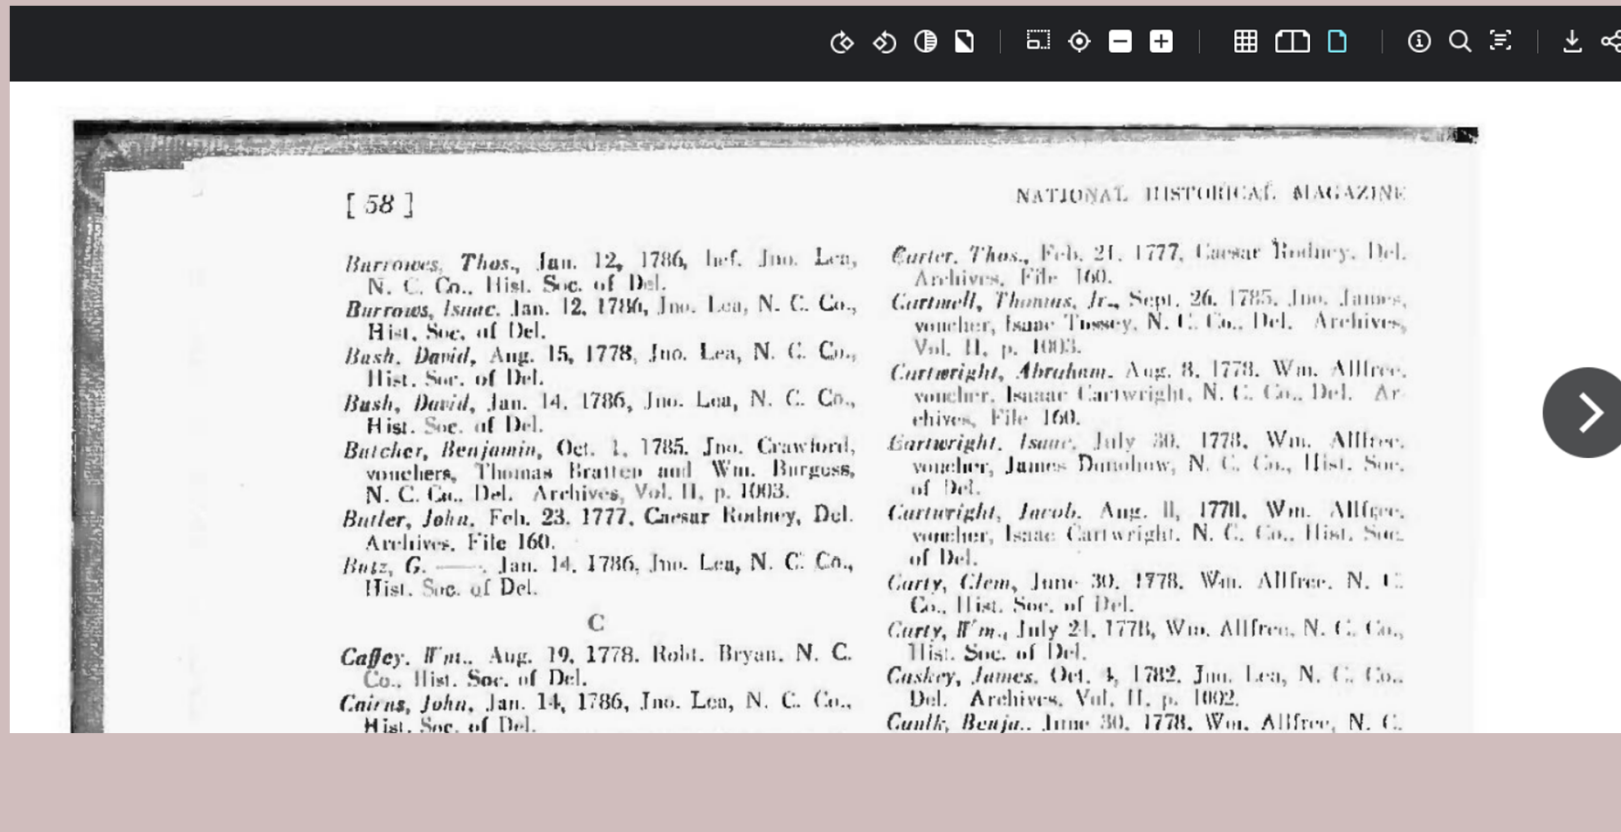 [ 58 ]
NATIONAL HISTORICAL MAGAZINE
Burrowes, Thos., Jan. 12, 1786, bef. Jno. Lea,
N. C. Co., Hist. Soc. of Del.
Burrows, Isaac, Jan. 12, 1786, Jno. Lea, N. C. Co.,
Hist. Soc. of Del.
Bush, David, Aug. 15, 1778, Jno. Lea, N. C. Co.,
Hist. Soc. of Del.
Bush, David, Jan. 14, 1786, Jno. Lea, N. C. Co.,
Hist. Soc. of Del.
Butcher, Benjamin, Oct. 1, 1785, Jno. Crawford,
vouchers, Thomas Bratten and Wm. Burgess,
N. C. Co., Del. Archives, Vol. II, p. 1003.
Butler, John, Feb. 23, 1777, Caesar Rodney, Del.
Archives, File 160.
Butz, G. ——, Jan. 14, 1786, Jno. Lea, N. C. Co.,
Hist. Soc. of Del.
C
Caffey, Wm., Aug. 19, 1778, Robt. Bryan, N. C.
Co., Hist. Soc. of Del.
Cairns, John, Jan. 14, 1786, Jno. Lea, N. C. Co.,
Hist. Soc. of Del.
Carter, Thos., Feb. 21, 1777, Caesar Rodney, Del.
Archives, File 160.
Cartmell, Thomas, Jr., Sept. 26, 1785, Jno. James,
voucher, Isaac Tussey, N. C. Co., Del. Archives,
Vol. II, p. 1003.
Cartwright, Abraham, Aug. 8, 1778, Wm. Allfree,
voucher, Isaaac Cartwright, N. C. Co., Del. Ar-
chives, File 160.
Cartwright, Isaac, July 30, 1778, Wm. Allfree,
voucher, James Donohow, N. C. Co., Hist. Soc.
of Del.
Cartwright, Jacob, Aug. 1778, Wm. Allfree,
voucher, Isaac Cartwright, N. C. Co., Hist. Soc.
of Del.
Carty, Clem, June 30, 1778, Wm. Allfree, N. C.
Co., Hist. Soc. of Del.
Carty, Wm., July 24, 1778, Wm. Allfree, N. C. Co.,
Hist. Soc. of Del.
Caskey, James, Oct. 4, 1782, Jno. Lea, N. C. Co.,
Del. Archives, Vol. II, p. 1002.
Caulk, Benja., June 30, 1778, Wm. Allfree, N. C.